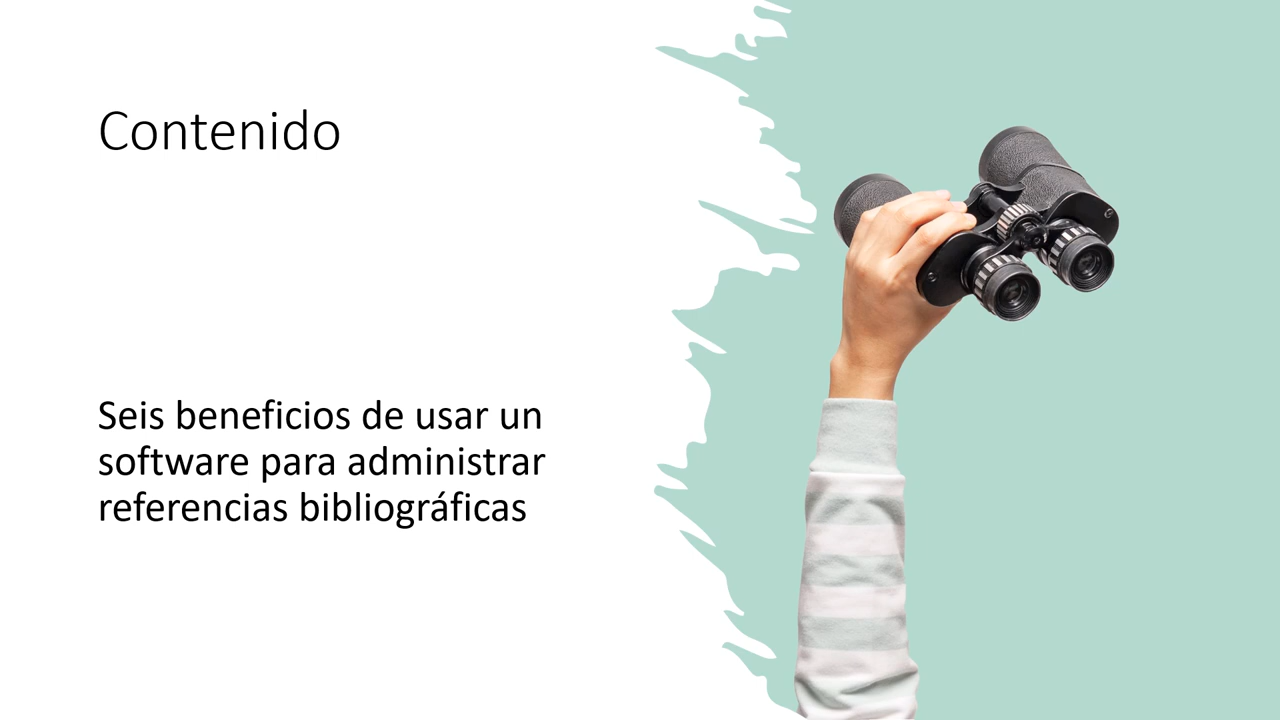 Contenido
Seis beneficios de usar un
software para administrar
referencias bibliográficas